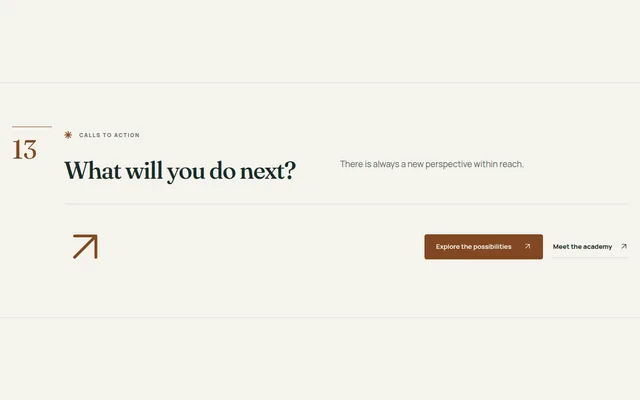 13
CALLS TO ACTION
What will you do next?
There is always a new perspective within reach.
Explore the possibilities
Meet the academy